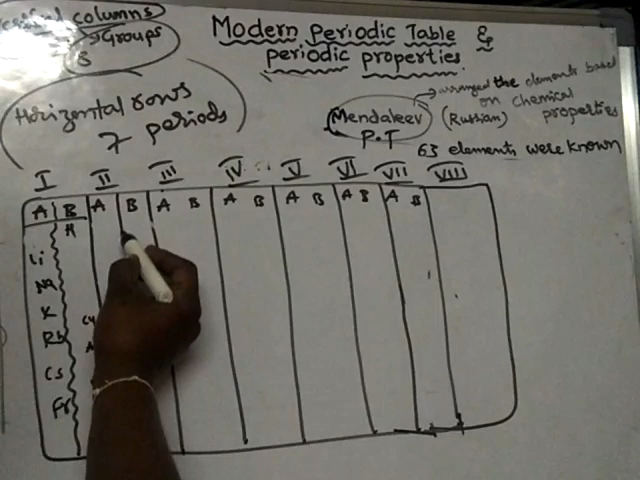 columns
Groups
8
Modern Periodic Table &
periodic properties.
Horizontal rows
7 periods
Mendaleev
P.T
(Russian)
arranged the elements based
on chemical
properties
63 elements were known
I II III IV V VI VII VIII
A B A B A B A B A B A B A B
H
Li
Na
K
Rb
Cs
Fr